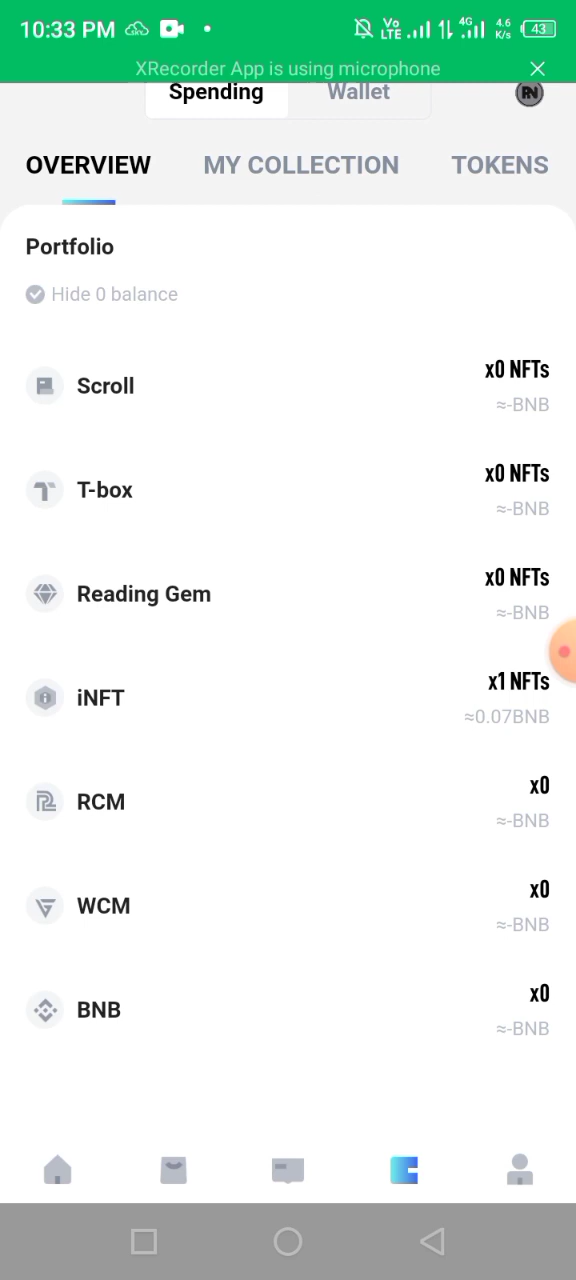 10:33 PM
Vo LTE 4G 4.6 K/s 43
XRecorder App is using microphone
Spending Wallet
OVERVIEW MY COLLECTION TOKENS
Portfolio
Hide 0 balance
Scroll x0 NFTs
≈-BNB
T-box x0 NFTs
≈-BNB
Reading Gem x0 NFTs
≈-BNB
iNFT x1 NFTs
≈0.07BNB
RCM x0
≈-BNB
WCM x0
≈-BNB
BNB x0
≈-BNB